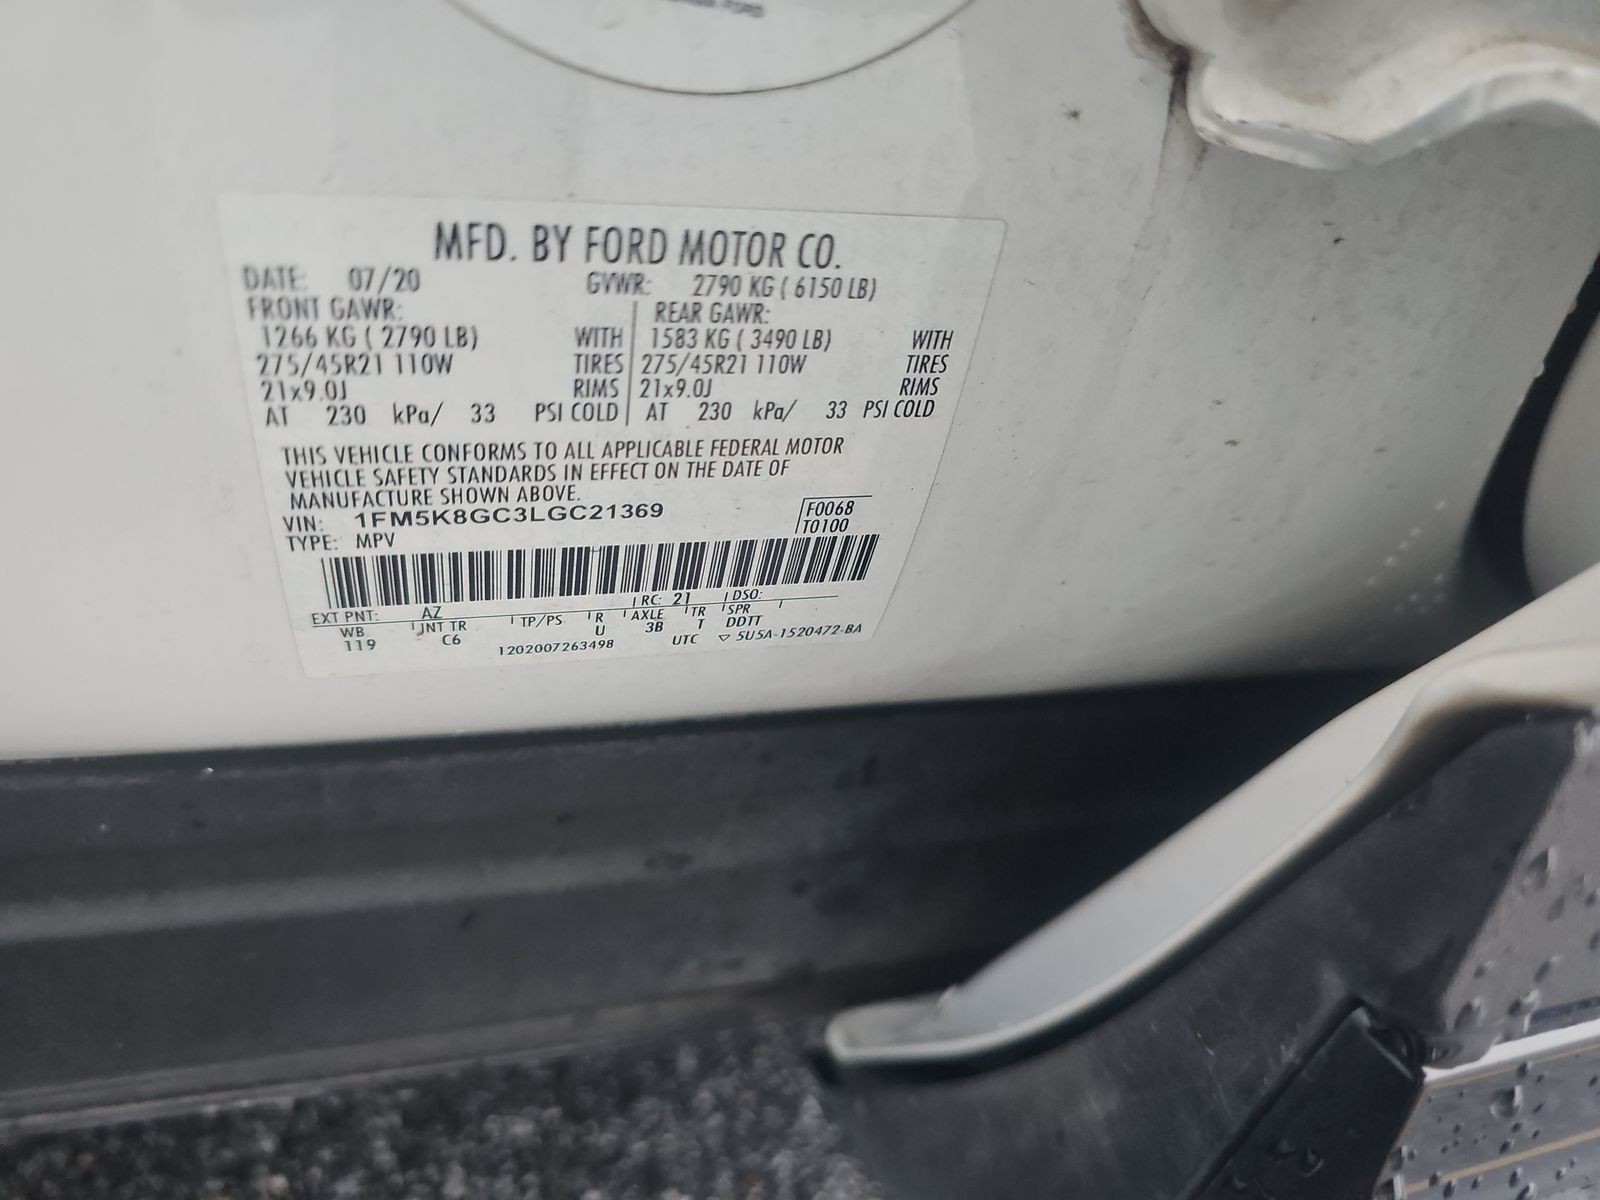 FORD
MFD. BY FORD MOTOR CO.
DATE: 07/20 GVWR: 2790 KG ( 6150 LB)
FRONT GAWR: REAR GAWR:
1266 KG ( 2790 LB) WITH 1583 KG ( 3490 LB) WITH
275/45R21 110W TIRES 275/45R21 110W TIRES
21x9.0J RIMS 21x9.0J RIMS
AT 230 kPa/ 33 PSI COLD AT 230 kPa/ 33 PSI COLD
THIS VEHICLE CONFORMS TO ALL APPLICABLE FEDERAL MOTOR
VEHICLE SAFETY STANDARDS IN EFFECT ON THE DATE OF
MANUFACTURE SHOWN ABOVE.
VIN: 1FM5K8GC3LGC21369 F0068
TYPE: MPV T0100
EXT PNT: AZ RC: 21 DSO:
WB INT TR TP/PS R AXLE TR SPR
119 C6 U 3B T DDTT
1202007263498 UTC ▽ 5U5A-1520472-BA